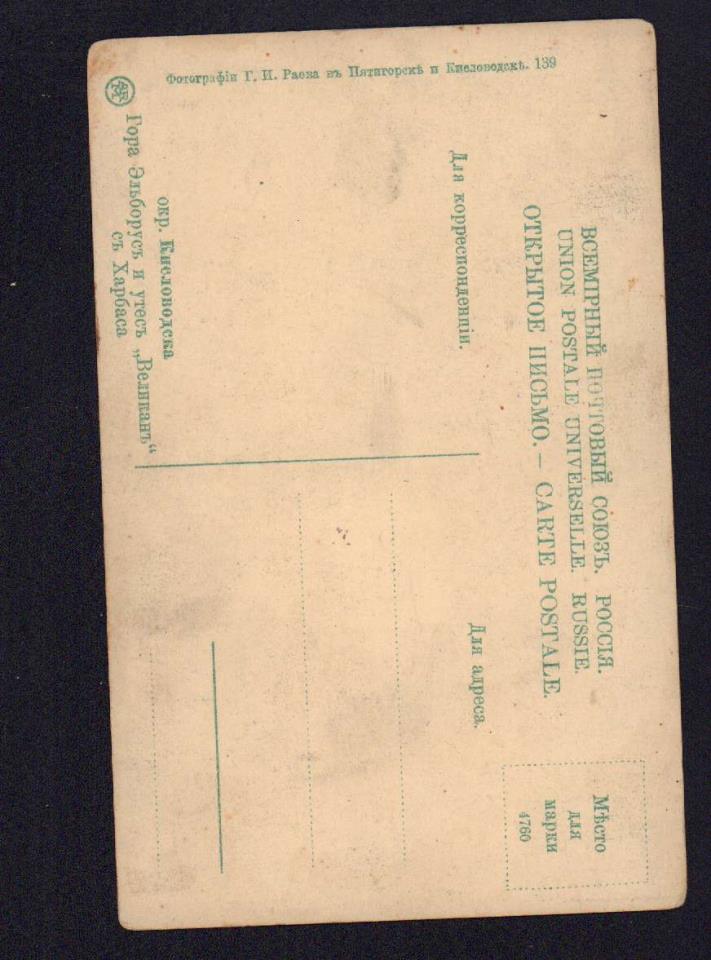 ВСЕМІРНЫЙ ПОЧТОВЫЙ СОЮЗЪ. РОССІЯ.
UNION POSTALE UNIVERSELLE. RUSSIE.
ОТКРЫТОЕ ПИСЬМО. — CARTE POSTALE.
Мѣсто
для
марки
4760
Для корреспонденціи.
Для адреса.
окр. Кисловодска
Гора Эльборусъ и утесъ „Великанъ“
съ Харбаса
Фотографіи Г. И. Раева въ Пятигорскѣ и Кисловодскѣ. 139